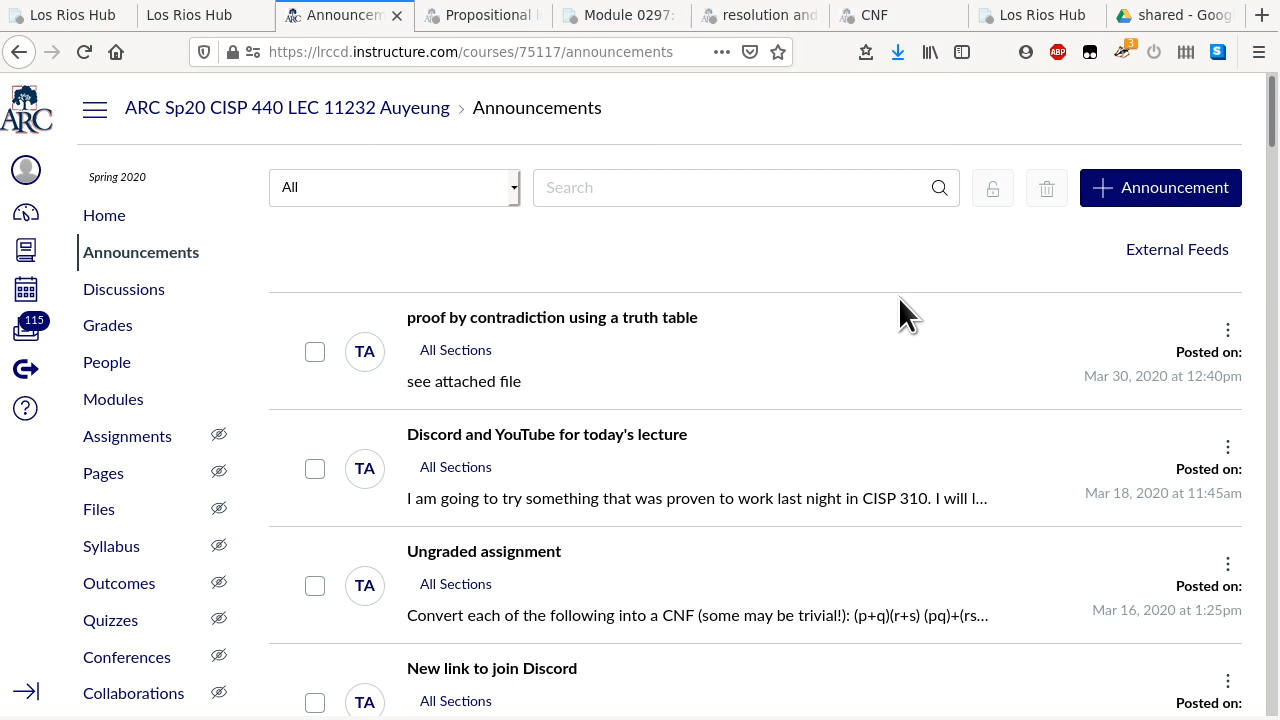 Los Rios Hub
Los Rios Hub
Announcem
Propositional l
Module 0297:
resolution and
CNF
Los Rios Hub
shared - Goog
https://lrccd.instructure.com/courses/75117/announcements
ABP
3
S
ARC
ARC Sp20 CISP 440 LEC 11232 Auyeung › Announcements
Spring 2020
All
Search
Announcement
Home
Announcements
External Feeds
Discussions
Grades
People
Modules
Assignments
Pages
Files
Syllabus
Outcomes
Quizzes
Conferences
Collaborations
115
proof by contradiction using a truth table
TA
All Sections
see attached file
Posted on:
Mar 30, 2020 at 12:40pm
Discord and YouTube for today's lecture
TA
All Sections
I am going to try something that was proven to work last night in CISP 310. I will l...
Posted on:
Mar 18, 2020 at 11:45am
Ungraded assignment
TA
All Sections
Convert each of the following into a CNF (some may be trivial!): (p+q)(r+s) (pq)+(rs...
Posted on:
Mar 16, 2020 at 1:25pm
New link to join Discord
TA
All Sections
Posted on: